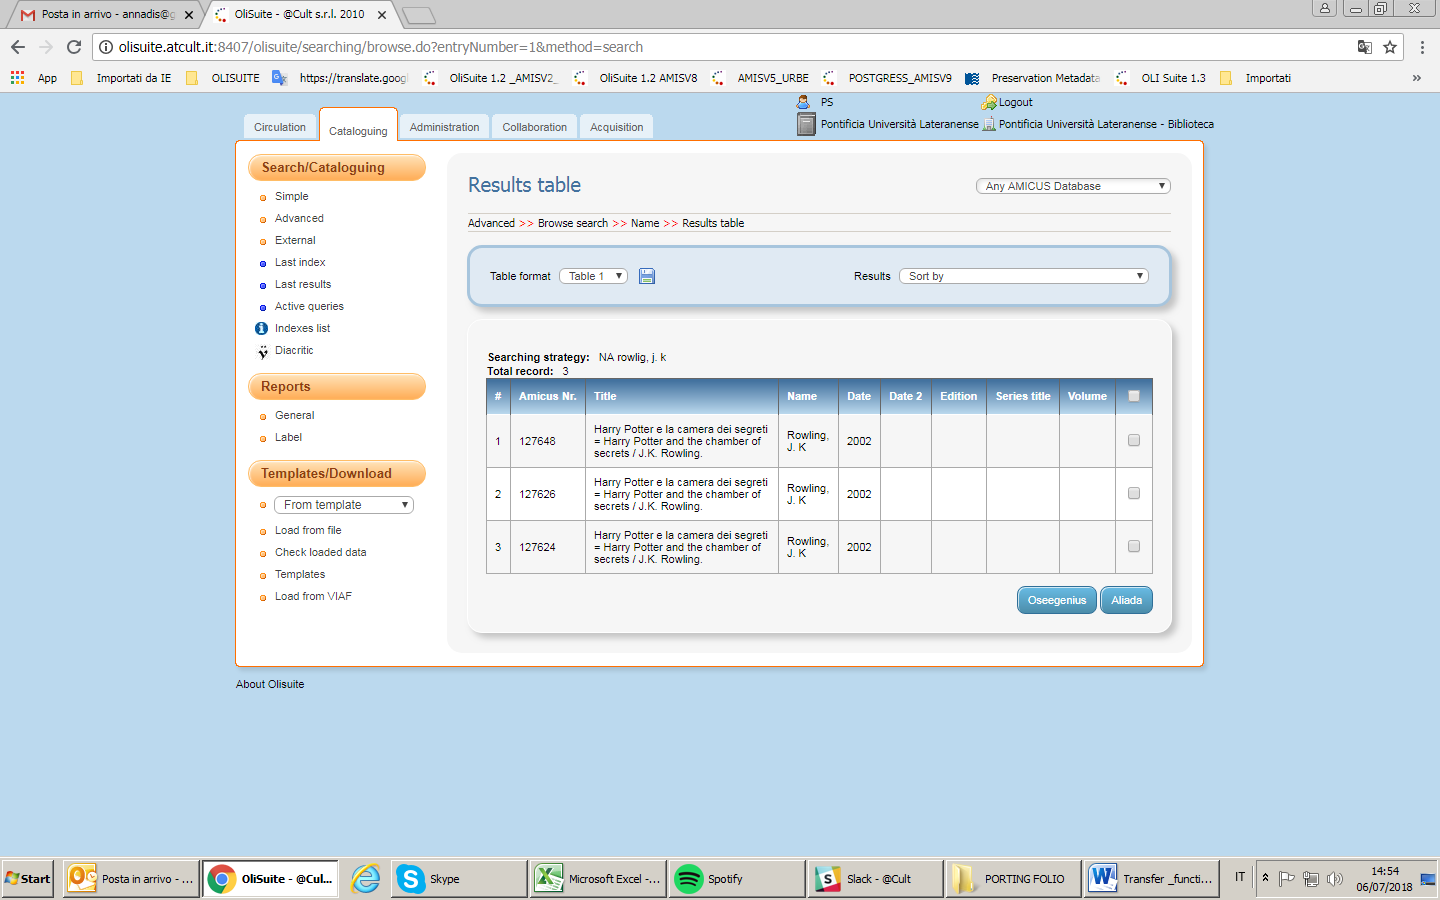 Posta in arrivo - annadis@g
OliSuite - @Cult s.r.l. 2010
olisuite.atcult.it:8407/olisuite/searching/browse.do?entryNumber=1&method=search
App
Importati da IE
OLISUITE
https://translate.googl
OliSuite 1.2 _AMISV2_
OliSuite 1.2 AMISV8
AMISV5_URBE
POSTGRESS_AMISV9
Preservation Metadata
OLI Suite 1.3
Importati
»
PS
Logout
Pontificia Università Lateranense
Pontificia Università Lateranense - Biblioteca
Circulation
Cataloguing
Administration
Collaboration
Acquisition
Search/Cataloguing
Simple
Advanced
External
Last index
Last results
Active queries
Indexes list
Diacritic
Reports
General
Label
Templates/Download
From template
Load from file
Check loaded data
Templates
Load from VIAF
Results table
Any AMICUS Database
Advanced >> Browse search >> Name >> Results table
Table format
Table 1
Results
Sort by
Searching strategy: NA rowlig, j. k
Total record: 3
# Amicus Nr. Title Name Date Date 2 Edition Series title Volume
1 127648
Harry Potter e la camera dei segreti
= Harry Potter and the chamber of
secrets / J.K. Rowling.
Rowling,
J. K
2002
2 127626
Harry Potter e la camera dei segreti
= Harry Potter and the chamber of
secrets / J.K. Rowling.
Rowling,
J. K
2002
3 127624
Harry Potter e la camera dei segreti
= Harry Potter and the chamber of
secrets / J.K. Rowling.
Rowling,
J. K
2002
Oseegenius
Aliada
About Olisuite
Start
Posta in arrivo - ...
OliSuite - @Cul...
Skype
Microsoft Excel -...
Spotify
Slack - @Cult
PORTING FOLIO
Transfer _functi...
IT
14:54
06/07/2018